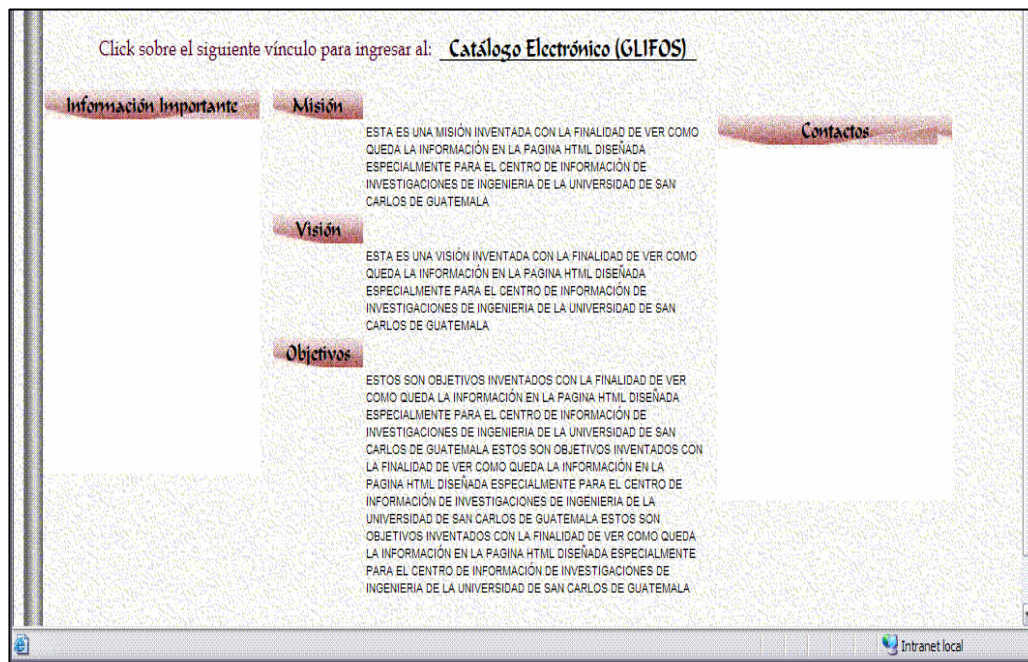 Click sobre el siguiente vínculo para ingresar al: Catálogo Electrónico (GLIFOS)
Información Importante
Misión
ESTA ES UNA MISIÓN INVENTADA CON LA FINALIDAD DE VER COMO
QUEDA LA INFORMACIÓN EN LA PAGINA HTML DISEÑADA
ESPECIALMENTE PARA EL CENTRO DE INFORMACIÓN DE
INVESTIGACIONES DE INGENIERIA DE LA UNIVERSIDAD DE SAN
CARLOS DE GUATEMALA
Visión
ESTA ES UNA VISIÓN INVENTADA CON LA FINALIDAD DE VER COMO
QUEDA LA INFORMACIÓN EN LA PAGINA HTML DISEÑADA
ESPECIALMENTE PARA EL CENTRO DE INFORMACIÓN DE
INVESTIGACIONES DE INGENIERIA DE LA UNIVERSIDAD DE SAN
CARLOS DE GUATEMALA
Objetivos
ESTOS SON OBJETIVOS INVENTADOS CON LA FINALIDAD DE VER
COMO QUEDA LA INFORMACIÓN EN LA PAGINA HTML DISEÑADA
ESPECIALMENTE PARA EL CENTRO DE INFORMACIÓN DE
INVESTIGACIONES DE INGENIERIA DE LA UNIVERSIDAD DE SAN
CARLOS DE GUATEMALA ESTOS SON OBJETIVOS INVENTADOS CON
LA FINALIDAD DE VER COMO QUEDA LA INFORMACIÓN EN LA
PAGINA HTML DISEÑADA ESPECIALMENTE PARA EL CENTRO DE
INFORMACIÓN DE INVESTIGACIONES DE INGENIERIA DE LA
UNIVERSIDAD DE SAN CARLOS DE GUATEMALA ESTOS SON
OBJETIVOS INVENTADOS CON LA FINALIDAD DE VER COMO QUEDA
LA INFORMACIÓN EN LA PAGINA HTML DISEÑADA ESPECIALMENTE
PARA EL CENTRO DE INFORMACIÓN DE INVESTIGACIONES DE
INGENIERIA DE LA UNIVERSIDAD DE SAN CARLOS DE GUATEMALA
Contactos
Intranet local